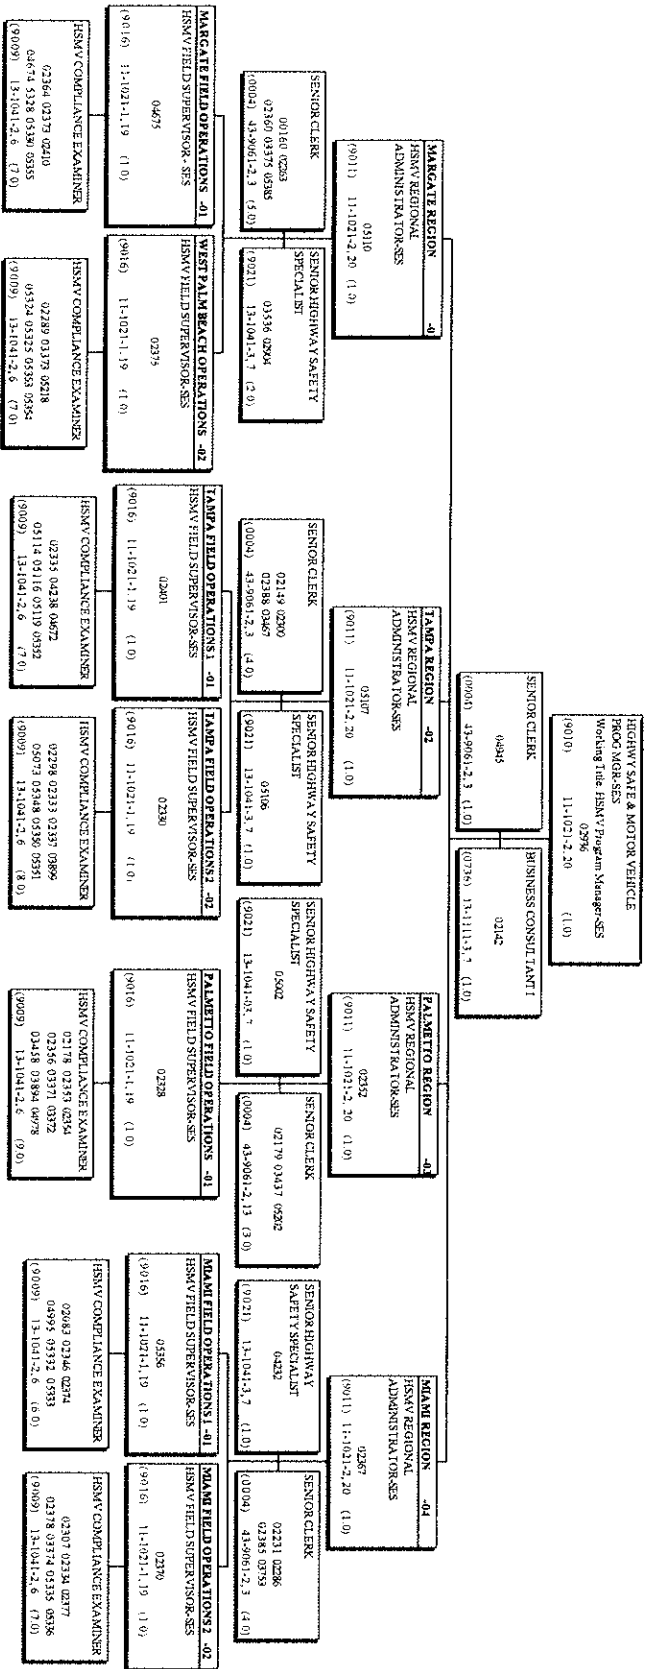 HIGHWY SAFE & MOTOR VEHICLE
PROG MGR-SES
02936
Working Title: HSMV Program Manager-SES
(9010) 11-1021-2, 20 (1.0)
SENIOR CLERK
04945
(0004) 43-9061-2, 3 (1.0)
BUSINESS CONSULTANT I
02142
(0736) 13-1111-3, 7 (1.0)
MARGATE REGION -01
HSMV REGIONAL
ADMINISTRATOR-SES
05110
(9011) 11-1021-2, 20 (1.0)
TAMPA REGION -02
HSMV REGIONAL
ADMINISTRATOR-SES
05107
(9011) 11-1021-2, 20 (1.0)
PALMETTO REGION -03
HSMV REGIONAL
ADMINISTRATOR-SES
02352
(9011) 11-1021-2, 20 (1.0)
MIAMI REGION -04
HSMV REGIONAL
ADMINISTRATOR-SES
02367
(9011) 11-1021-2, 20 (1.0)
SENIOR CLERK
00160 02263
02360 03375 05385
(0004) 43-9061-2, 3 (5.0)
SENIOR HIGHWAY SAFETY
SPECIALIST
03536 02904
(9021) 13-1041-3, 7 (2.0)
SENIOR CLERK
02149 02300
02388 03467
(0004) 43-9061-2, 3 (4.0)
SENIOR HIGHWAY SAFETY
SPECIALIST
05106
(9021) 13-1041-3, 7 (1.0)
SENIOR HIGHWAY SAFETY
SPECIALIST
05002
(9021) 13-1041-03, 7 (1.0)
SENIOR CLERK
02179 03437 05202
(0004) 43-9061-2, 13 (3.0)
SENIOR HIGHWAY
SAFETY SPECIALIST
04232
(9021) 13-1041-3, 7 (1.0)
SENIOR CLERK
02231 02286
02385 03753
(0004) 43-9061-2, 3 (4.0)
MARGATE FIELD OPERATIONS -01
HSMV FIELD SUPERVISOR - SES
04675
(9016) 11-1021-1, 19 (1.0)
WEST PALM BEACH OPERATIONS -02
HSMV FIELD SUPERVISOR-SES
02375
(9016) 11-1021-1, 19 (1.0)
TAMPA FIELD OPERATIONS 1 -01
HSMV FIELD SUPERVISOR-SES
02401
(9016) 11-1021-1, 19 (1.0)
TAMPA FIELD OPERATIONS 2 -02
HSMV FIELD SUPERVISOR-SES
02330
(9016) 11-1021-1, 19 (1.0)
PALMETTO FIELD OPERATIONS -01
HSMV FIELD SUPERVISOR - SES
02328
(9016) 11-1021-1, 19 (1.0)
MIAMI FIELD OPERATIONS 1 -01
HSMV FIELD SUPERVISOR-SES
05356
(9016) 11-1021-1, 19 (1.0)
MIAMI FIELD OPERATIONS 2 -02
HSMV FIELD SUPERVISOR-SES
02370
(9016) 11-1021-1, 19 (1.0)
HSMV COMPLIANCE EXAMINER
02364 02373 02410
04674 5328 05330 05355
(9009) 13-1041-2, 6 (7.0)
HSMV COMPLIANCE EXAMINER
02289 03373 05218
05324 05325 05353 05354
(9009) 13-1041-2, 6 (7.0)
HSMV COMPLIANCE EXAMINER
02335 04238 04672
05114 05116 05119 05352
(9009) 13-1041-2, 6 (7.0)
HSMV COMPLIANCE EXAMINER
02298 02333 02337 03899
05073 05348 05350 05351
(9009) 13-1041-2, 6 (8.0)
HSMV COMPLIANCE EXAMINER
02178 02353 02354
02356 03371 03372
03458 03894 04978
(9009) 13-1041-2, 6 (9.0)
HSMV COMPLIANCE EXAMINER
02083 02346 02374
04995 05332 05333
(9009) 13-1041-2, 6 (6.0)
HSMV COMPLIANCE EXAMINER
02307 02334 02377
02378 03374 05335 05336
(9009) 13-1041-2, 6 (7.0)